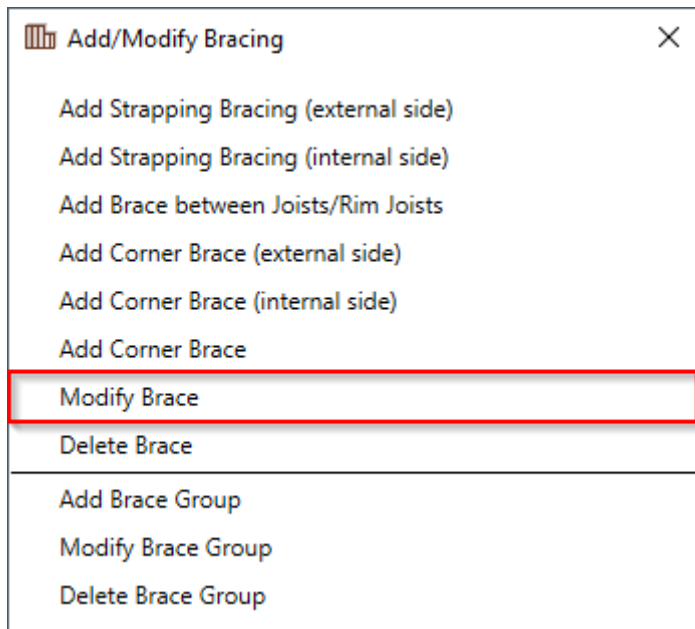 Add/Modify Bracing
Add Strapping Bracing (external side)
Add Strapping Bracing (internal side)
Add Brace between Joists/Rim Joists
Add Corner Brace (external side)
Add Corner Brace (internal side)
Add Corner Brace
Modify Brace
Delete Brace
Add Brace Group
Modify Brace Group
Delete Brace Group